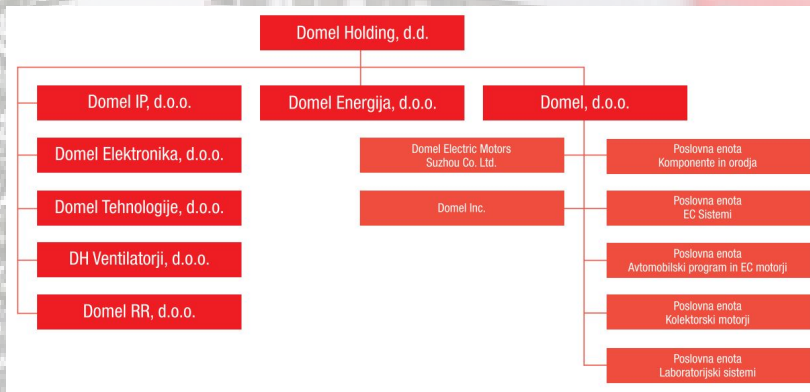 Domel Holding, d.d.
Domel IP, d.o.o.
Domel Energija, d.o.o.
Domel, d.o.o.
Domel Elektronika, d.o.o.
Domel Electric Motors
Suzhou Co. Ltd.
Poslovna enota
Komponente in orodja
Domel Tehnologije, d.o.o.
Domel Inc.
Poslovna enota
EC Sistemi
DH Ventilatorji, d.o.o.
Poslovna enota
Avtomobilski program in EC motorji
Domel RR, d.o.o.
Poslovna enota
Kolektorski motorji
Poslovna enota
Laboratorijski sistemi